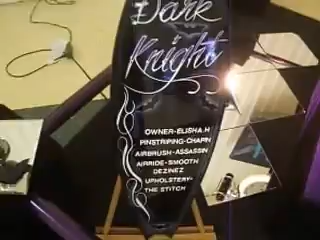 Dark
Knight
OWNER-ELISHA.H
PINSTRIPING-CHAPIN
AIRBRUSH-ASSASSIN
AIRRIDE-SMOOTH
DEZINEZ
UPHOLSTERY-
THE STITCH